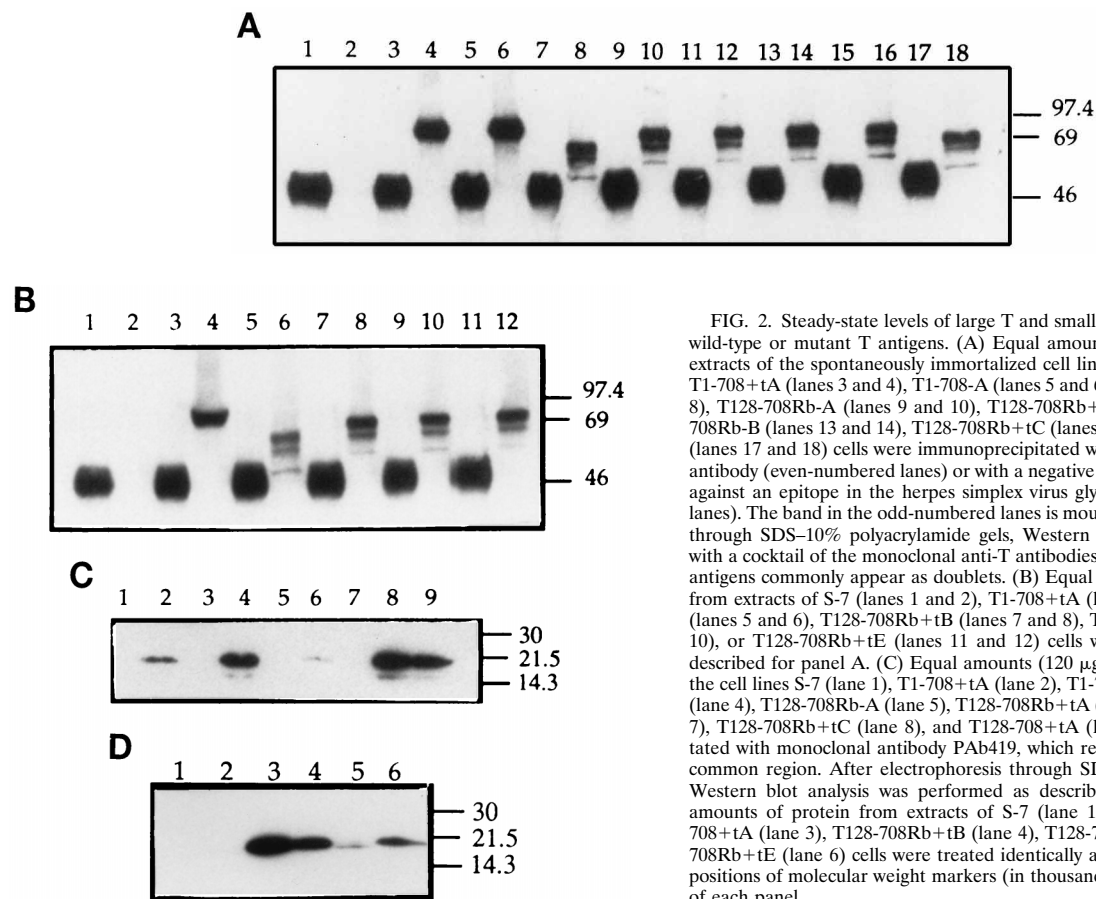 A
1 2 3 4 5 6 7 8 9 10 11 12 13 14 15 16 17 18
97.4
69
46
B
1 2 3 4 5 6 7 8 9 10 11 12
97.4
69
46
C
1 2 3 4 5 6 7 8 9
30
21.5
14.3
D
1 2 3 4 5 6
30
21.5
14.3
FIG. 2. Steady-state levels of large T and small
wild-type or mutant T antigens. (A) Equal amoun
extracts of the spontaneously immortalized cell lin
T1-708+tA (lanes 3 and 4), T1-708-A (lanes 5 and 6
8), T128-708Rb-A (lanes 9 and 10), T128-708Rb+
708Rb-B (lanes 13 and 14), T128-708Rb+tC (lanes
(lanes 17 and 18) cells were immunoprecipitated w
antibody (even-numbered lanes) or with a negative
against an epitope in the herpes simplex virus gly
lanes). The band in the odd-numbered lanes is mou
through SDS–10% polyacrylamide gels, Western
with a cocktail of the monoclonal anti-T antibodies
antigens commonly appear as doublets. (B) Equal
from extracts of S-7 (lanes 1 and 2), T1-708+tA (l
(lanes 5 and 6), T128-708Rb+tB (lanes 7 and 8), T
10), or T128-708Rb+tE (lanes 11 and 12) cells w
described for panel A. (C) Equal amounts (120 μg
the cell lines S-7 (lane 1), T1-708+tA (lane 2), T1-7
(lane 4), T128-708Rb-A (lane 5), T128-708Rb+tA (
7), T128-708Rb+tC (lane 8), and T128-708+tA (l
tated with monoclonal antibody PAb419, which re
common region. After electrophoresis through SD
Western blot analysis was performed as describ
amounts of protein from extracts of S-7 (lane 1
708+tA (lane 3), T128-708Rb+tB (lane 4), T128-7
708Rb+tE (lane 6) cells were treated identically a
positions of molecular weight markers (in thousan
of each panel